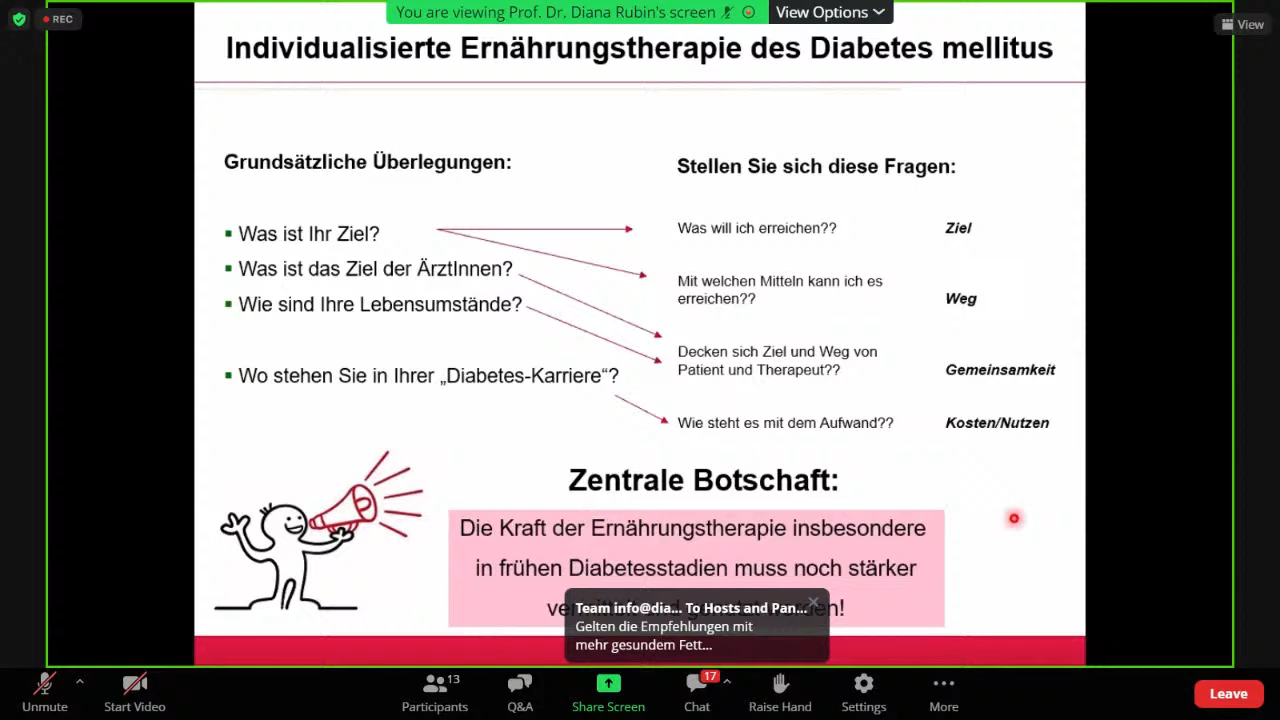 REC
You are viewing Prof. Dr. Diana Rubin's screen
View Options
View
Individualisierte Ernährungstherapie des Diabetes mellitus
Grundsätzliche Überlegungen:
Was ist Ihr Ziel?
Was ist das Ziel der ÄrztInnen?
Wie sind Ihre Lebensumstände?
Wo stehen Sie in Ihrer „Diabetes-Karriere“?
Stellen Sie sich diese Fragen:
Was will ich erreichen??
Ziel
Mit welchen Mitteln kann ich es
erreichen??
Weg
Decken sich Ziel und Weg von
Patient und Therapeut??
Gemeinsamkeit
Wie steht es mit dem Aufwand??
Kosten/Nutzen
Zentrale Botschaft:
Die Kraft der Ernährungstherapie insbesondere
in frühen Diabetesstadien muss noch stärker
Team info@dia... To Hosts and Pan...
Gelten die Empfehlungen mit
mehr gesundem Fett...
Unmute
Start Video
13
Participants
Q&A
Share Screen
17
Chat
Raise Hand
Settings
More
Leave